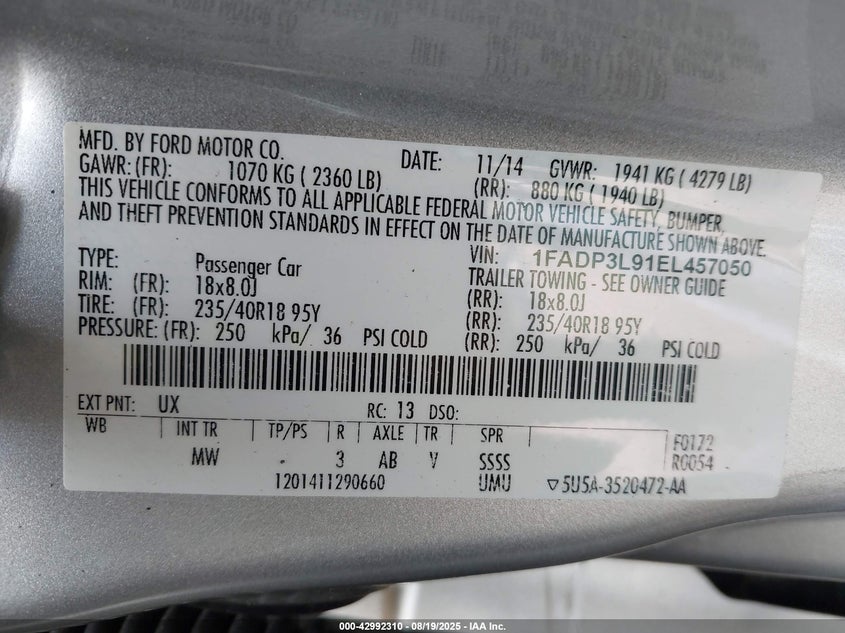 MFD. BY FORD MOTOR CO. DATE: 11/14 GVWR: 1941 KG ( 4279 LB)
GAWR: (FR): 1070 KG ( 2360 LB) (RR): 880 KG ( 1940 LB)
THIS VEHICLE CONFORMS TO ALL APPLICABLE FEDERAL MOTOR VEHICLE SAFETY, BUMPER,
AND THEFT PREVENTION STANDARDS IN EFFECT ON THE DATE OF MANUFACTURE SHOWN ABOVE.
VIN: 1FADP3L91EL457050
TYPE: Passenger Car TRAILER TOWING - SEE OWNER GUIDE
RIM: (FR): 18x8.0J (RR): 18x8.0J
TIRE: (FR): 235/40R18 95Y (RR): 235/40R18 95Y
PRESSURE: (FR): 250 kPa/ 36 PSI COLD (RR): 250 kPa/ 36 PSI COLD
EXT PNT: UX RC: 13 DSO:
WB INT TR TP/PS R AXLE TR SPR F0172
MW - 3 AB V SSSS R0054
1201411290660 UMU ▽5U5A-3520472-AA
000-42992310 - 08/19/2025 - IAA Inc.